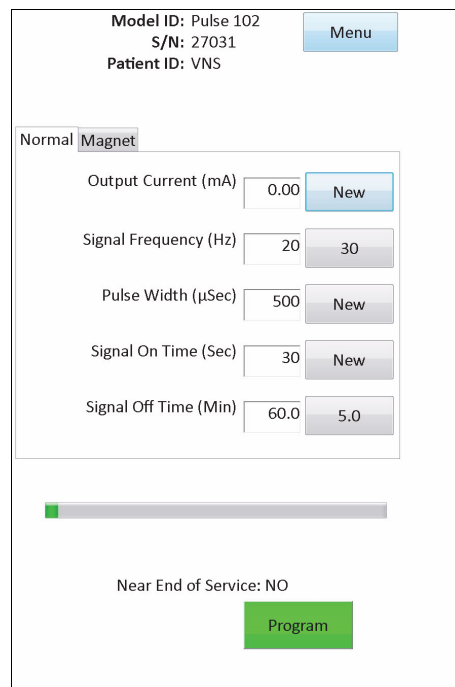 Model ID: Pulse 102
S/N: 27031
Patient ID: VNS
Menu
Normal Magnet
Output Current (mA) 0.00 New
Signal Frequency (Hz) 20 30
Pulse Width (µSec) 500 New
Signal On Time (Sec) 30 New
Signal Off Time (Min) 60.0 5.0
Near End of Service: NO
Program